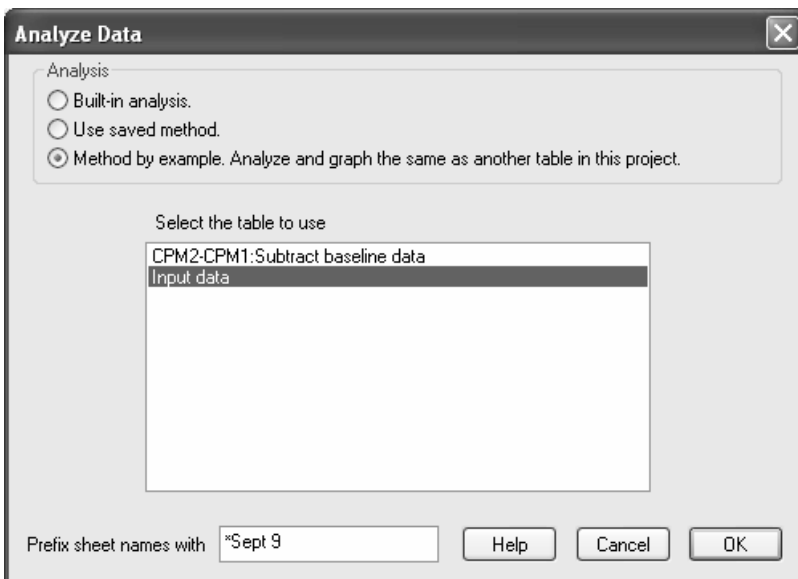 Analyze Data
Analysis
Built-in analysis.
Use saved method.
Method by example. Analyze and graph the same as another table in this project.
Select the table to use
CPM2-CPM1:Subtract baseline data
Input data
Prefix sheet names with *Sept 9 Help Cancel OK